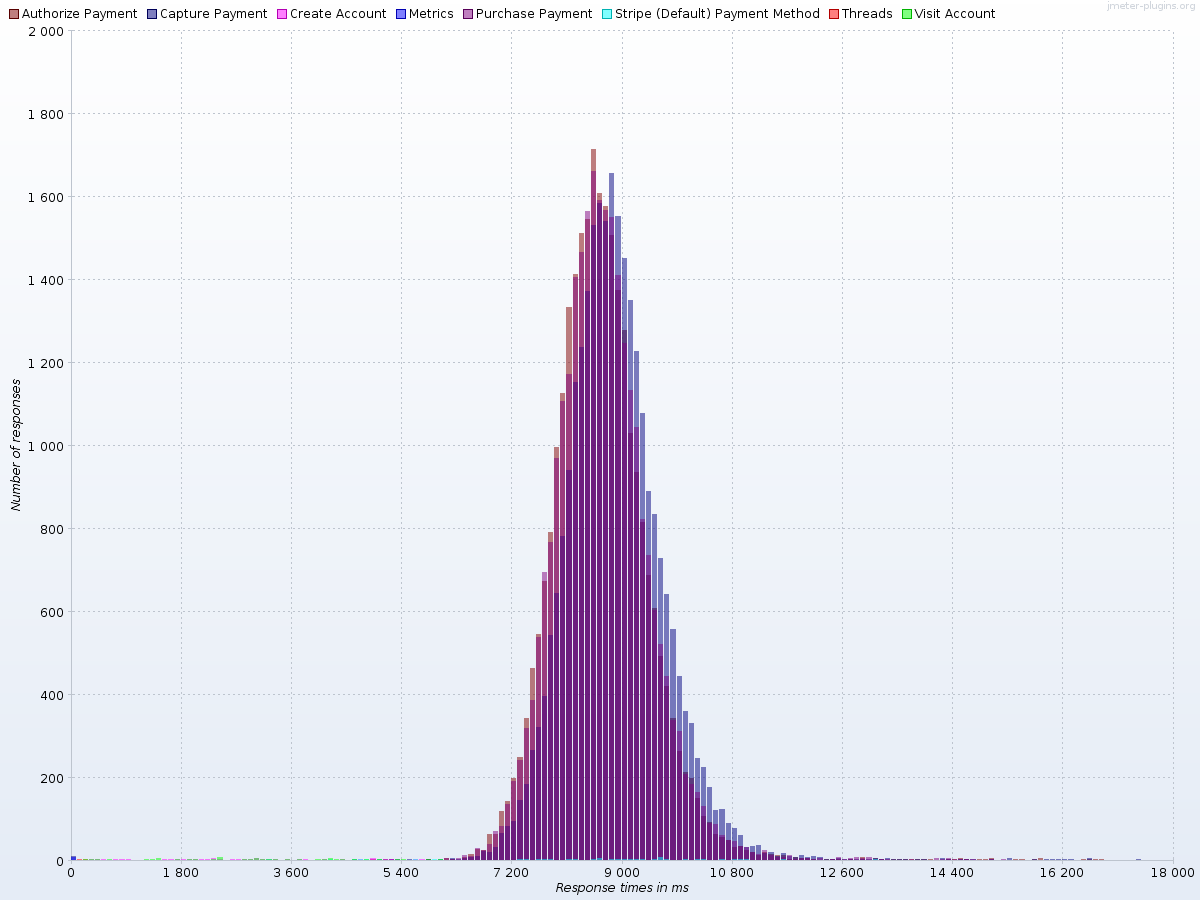 Authorize Payment Capture Payment Create Account Metrics Purchase Payment Stripe (Default) Payment Method Threads Visit Account
jmeter-plugins.org
2 000
1 800
1 600
1 400
1 200
1 000
800
600
400
200
0
Number of responses
0 1 800 3 600 5 400 7 200 9 000 10 800 12 600 14 400 16 200 18 000
Response times in ms